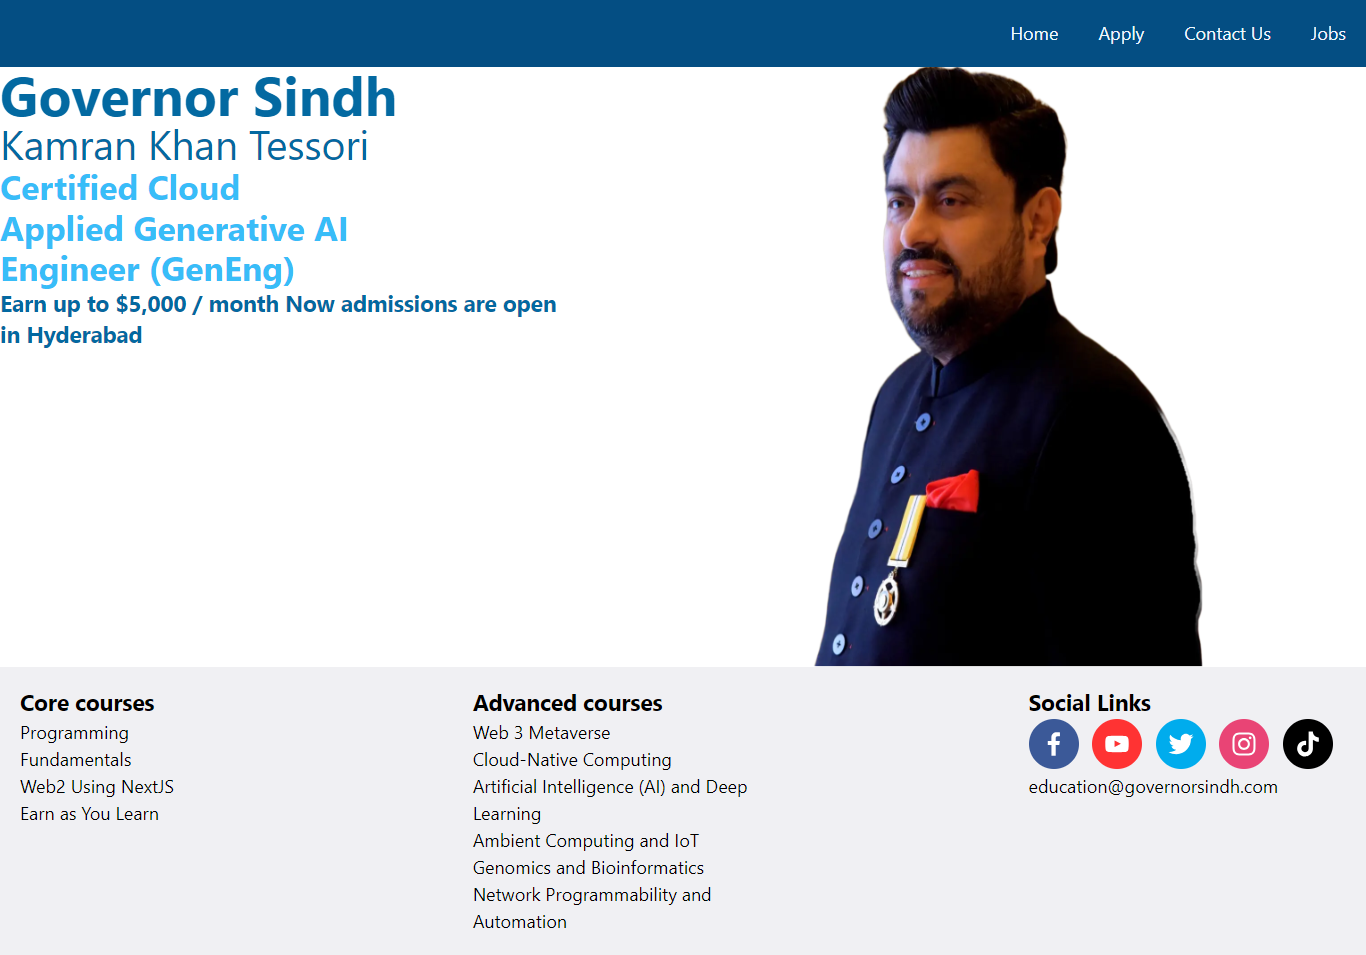 Home Apply Contact Us Jobs
Governor Sindh
Kamran Khan Tessori
Certified Cloud
Applied Generative AI
Engineer (GenEng)
Earn up to $5,000 / month Now admissions are open
in Hyderabad
Core courses
Programming
Fundamentals
Web2 Using NextJS
Earn as You Learn
Advanced courses
Web 3 Metaverse
Cloud-Native Computing
Artificial Intelligence (AI) and Deep
Learning
Ambient Computing and IoT
Genomics and Bioinformatics
Network Programmability and
Automation
Social Links
education@governorsindh.com